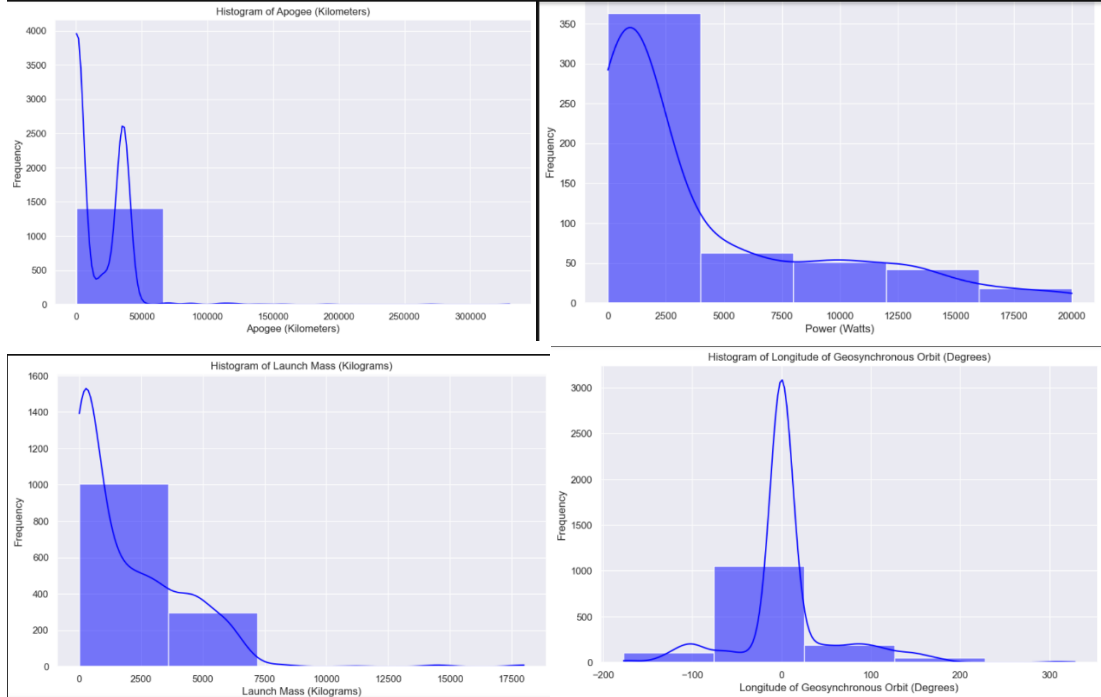 Histogram of Apogee (Kilometers)
4000
3500
3000
2500
2000
1500
1000
500
0
Frequency
0 50000 100000 150000 200000 250000 300000
Apogee (Kilometers)
350
300
250
200
150
100
50
0
Frequency
0 2500 5000 7500 10000 12500 15000 17500 20000
Power (Watts)
Histogram of Launch Mass (Kilograms)
1600
1400
1200
1000
800
600
400
200
0
Frequency
0 2500 5000 7500 10000 12500 15000 17500
Launch Mass (Kilograms)
Histogram of Longitude of Geosynchronous Orbit (Degrees)
3000
2500
2000
1500
1000
500
0
Frequency
−200 −100 0 100 200 300
Longitude of Geosynchronous Orbit (Degrees)